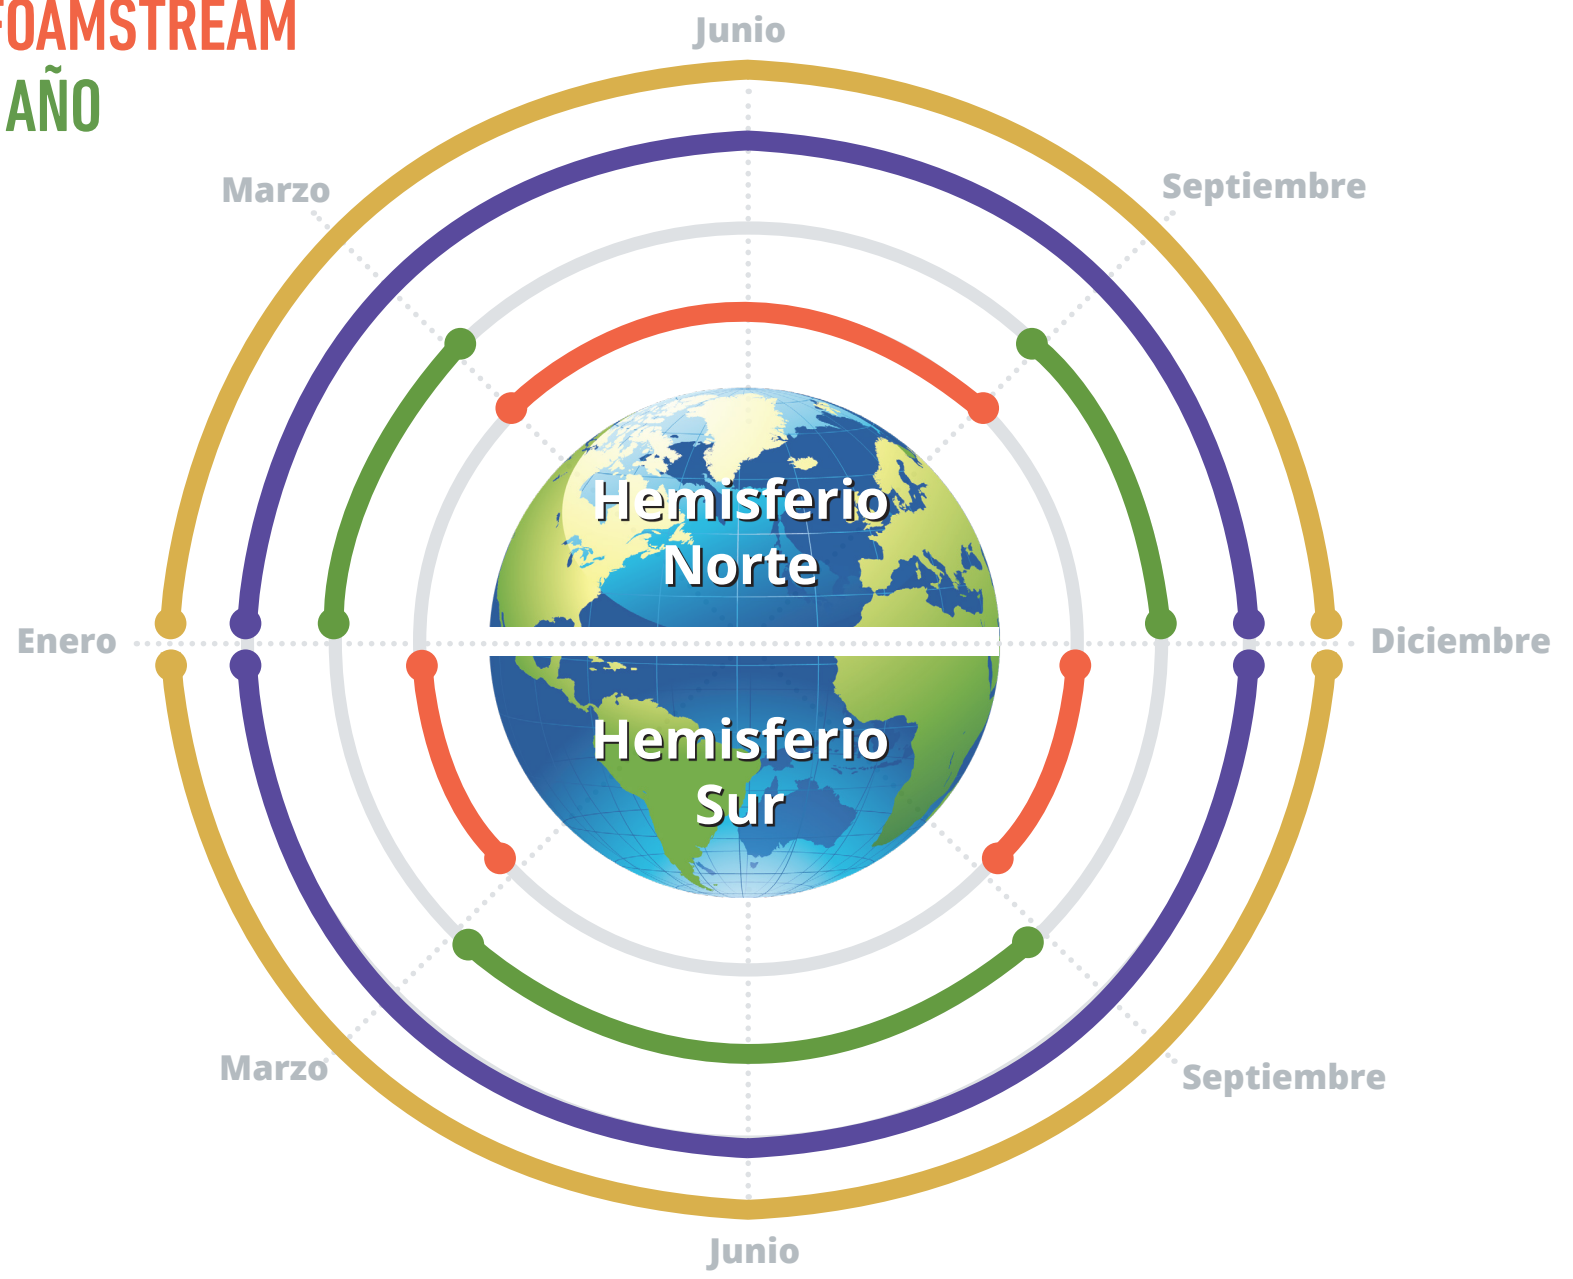 FOAMSTREAM
AÑO
Junio
Marzo
Septiembre
Hemisferio
Norte
Enero
Diciembre
Hemisferio
Sur
Marzo
Septiembre
Junio